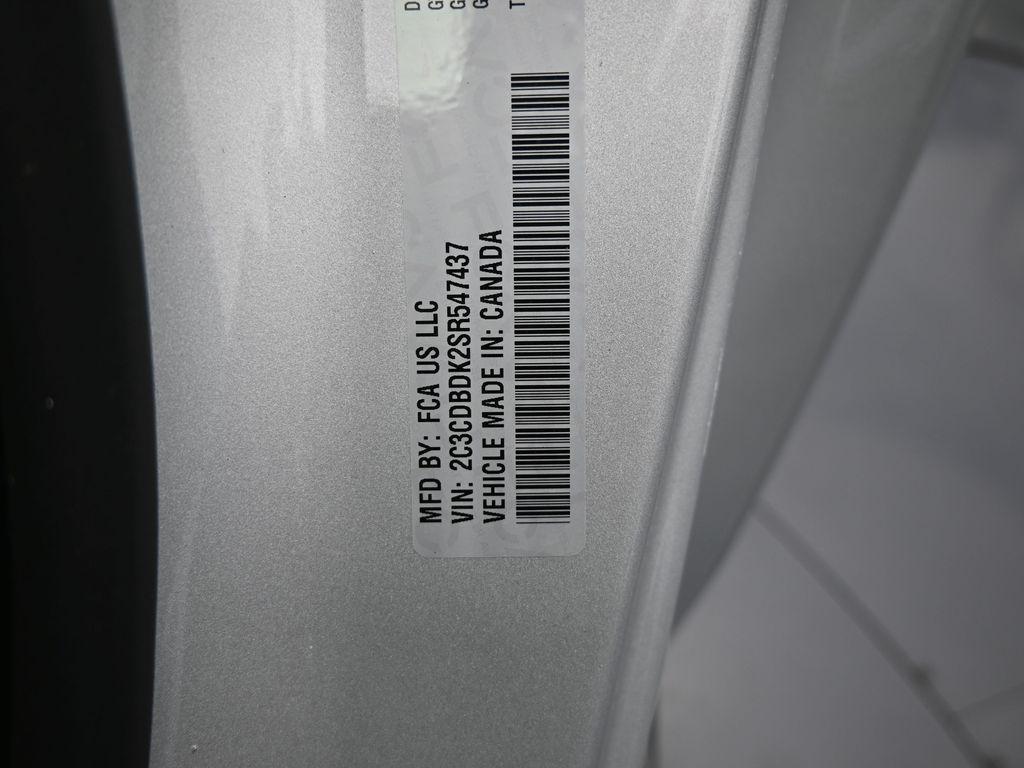 MFD BY: FCA US LLC
VIN: 2C3CDBDK2SR547437
VEHICLE MADE IN: CANADA